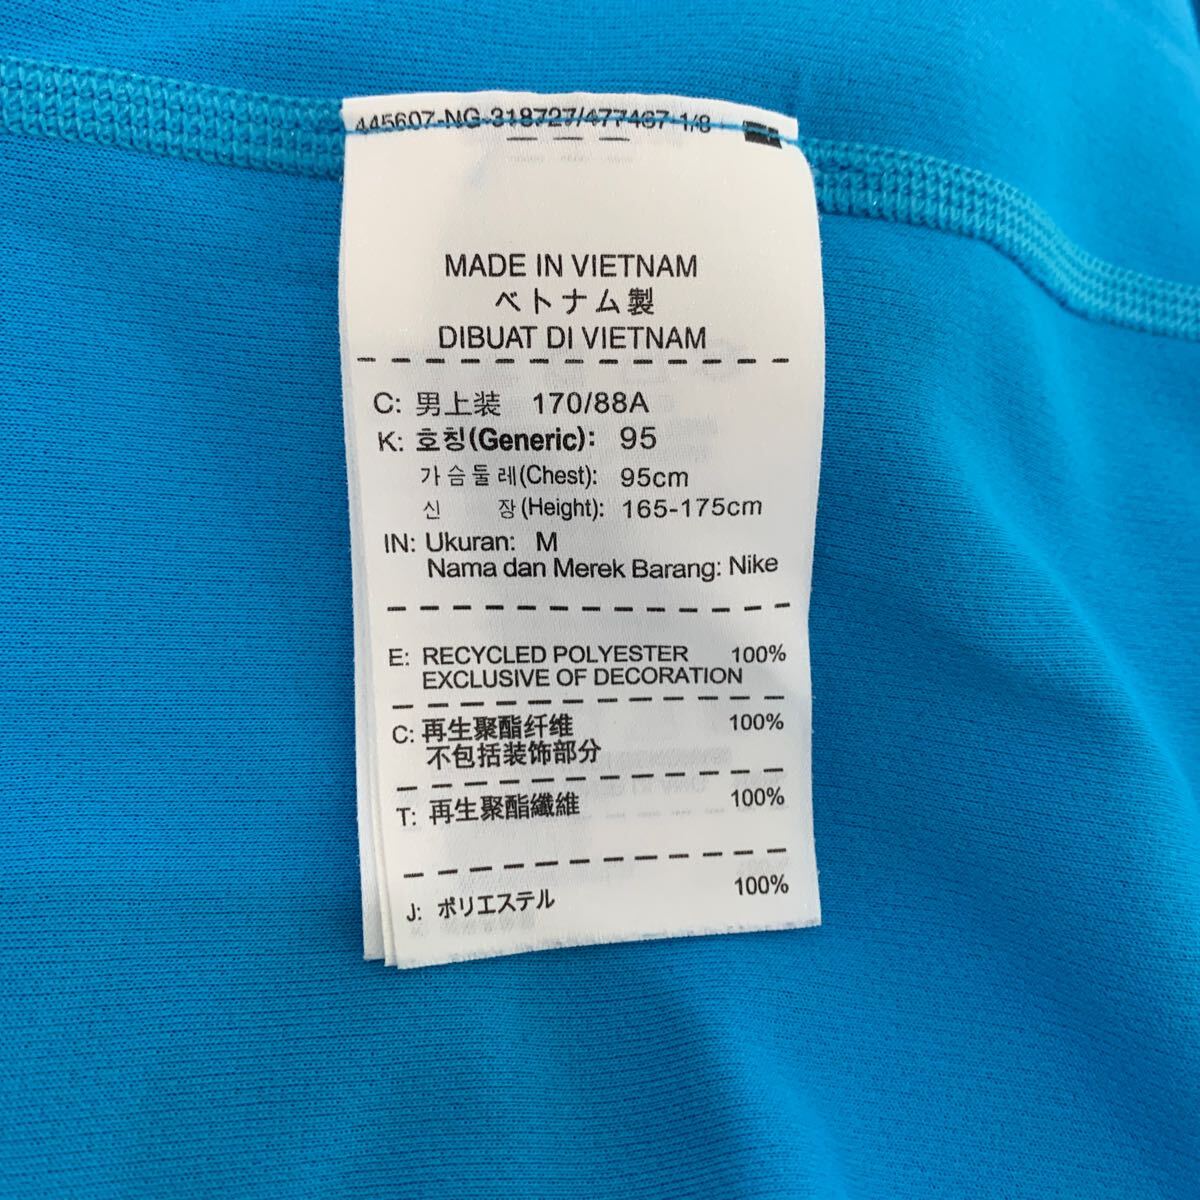 445607-NG-318727/477467 1/8
MADE IN VIETNAM
ベトナム製
DIBUAT DI VIETNAM
C: 男上装 170/88A
K: 호칭(Generic): 95
가슴둘레(Chest): 95cm
신 장(Height): 165-175cm
IN: Ukuran: M
Nama dan Merek Barang: Nike
E: RECYCLED POLYESTER 100%
EXCLUSIVE OF DECORATION
C: 再生聚酯纤维 100%
不包括装饰部分
T: 再生聚酯纖維 100%
J: ポリエステル 100%